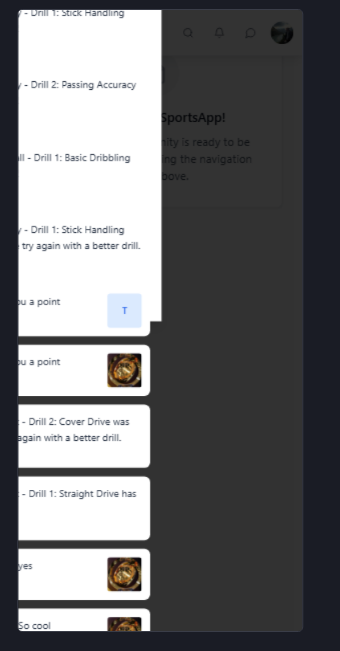 y - Drill 1: Stick Handling
y - Drill 2: Passing Accuracy
SportsApp!
nity is ready to be
all - Drill 1: Basic Dribbling
ing the navigation
bove.
y - Drill 1: Stick Handling
try again with a better drill.
ou a point
T
ou a point
- Drill 2: Cover Drive was
again with a better drill.
- Drill 1: Straight Drive has
yes
So cool